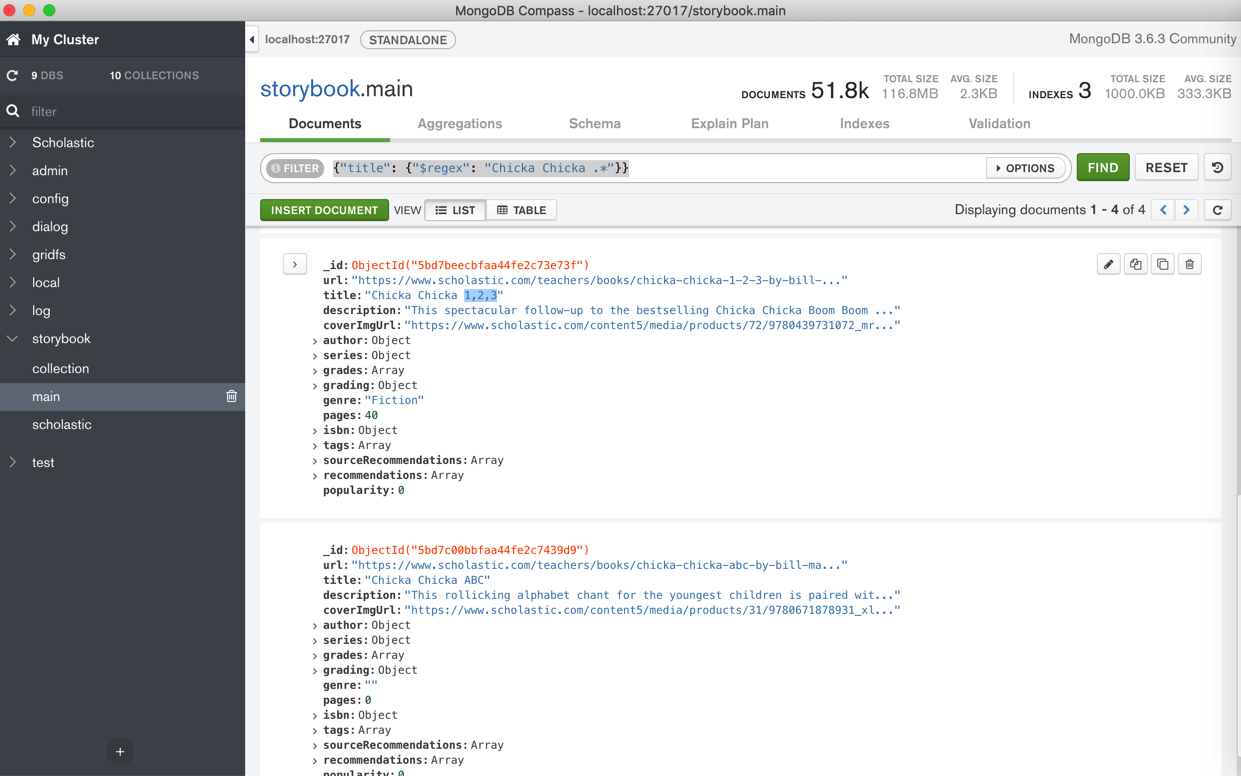 MongoDB Compass - localhost:27017/storybook.main
My Cluster
9 DBS 10 COLLECTIONS
filter
Scholastic
admin
config
dialog
gridfs
local
log
storybook
collection
main
scholastic
test
+
localhost:27017 STANDALONE MongoDB 3.6.3 Community
storybook.main
DOCUMENTS 51.8k TOTAL SIZE 116.8MB AVG. SIZE 2.3KB INDEXES 3 TOTAL SIZE 1000.0KB AVG. SIZE 333.3KB
Documents Aggregations Schema Explain Plan Indexes Validation
FILTER {"title": {"$regex": "Chicka Chicka .*"}} OPTIONS FIND RESET
INSERT DOCUMENT VIEW LIST TABLE Displaying documents 1 - 4 of 4
_id: ObjectId("5bd7beecbfaa44fe2c73e73f")
url: "https://www.scholastic.com/teachers/books/chicka-chicka-1-2-3-by-bill-..."
title: "Chicka Chicka 1,2,3"
description: "This spectacular follow-up to the bestselling Chicka Chicka Boom Boom ..."
coverImgUrl: "https://www.scholastic.com/content5/media/products/72/9780439731072_mr..."
author: Object
series: Object
grades: Array
grading: Object
genre: "Fiction"
pages: 40
isbn: Object
tags: Array
sourceRecommendations: Array
recommendations: Array
popularity: 0
_id: ObjectId("5bd7c00bbfaa44fe2c7439d9")
url: "https://www.scholastic.com/teachers/books/chicka-chicka-abc-by-bill-ma..."
title: "Chicka Chicka ABC"
description: "This rollicking alphabet chant for the youngest children is paired wit..."
coverImgUrl: "https://www.scholastic.com/content5/media/products/31/9780671878931_xl..."
author: Object
series: Object
grades: Array
grading: Object
genre: ""
pages: 0
isbn: Object
tags: Array
sourceRecommendations: Array
recommendations: Array
popularity: 0